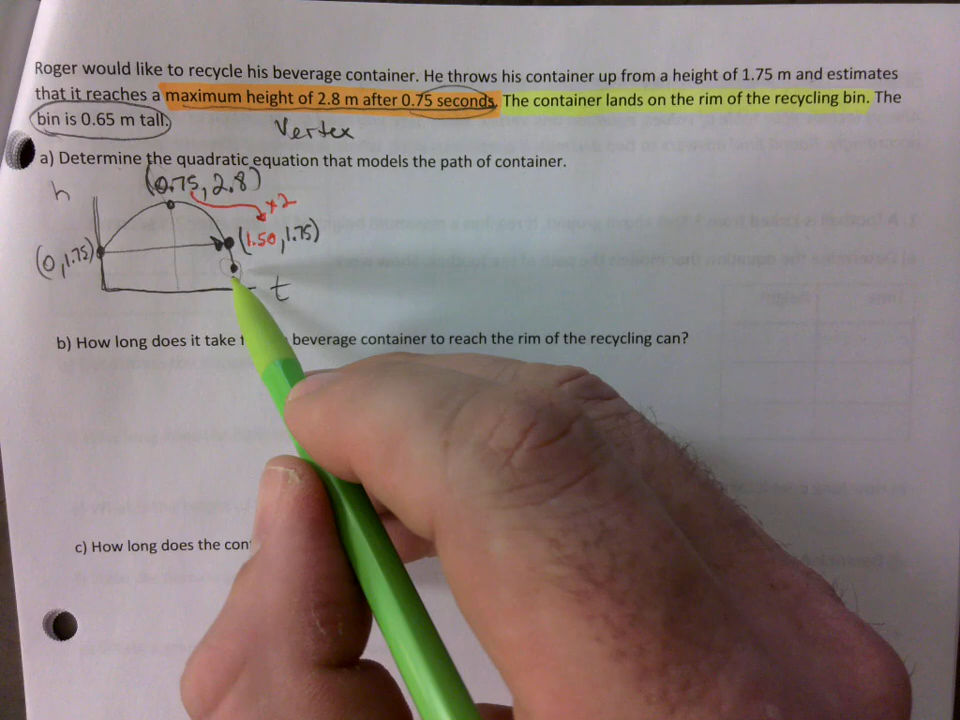 Roger would like to recycle his beverage container. He throws his container up from a height of 1.75 m and estimates
that it reaches a maximum height of 2.8 m after 0.75 seconds. The container lands on the rim of the recycling bin. The
bin is 0.65 m tall.
Vertex
a) Determine the quadratic equation that models the path of container.
h
(0.75, 2.8)
x2
(1.50, 1.75)
(0, 1.75)
t
b) How long does it take beverage container to reach the rim of the recycling can?
c) How long does the